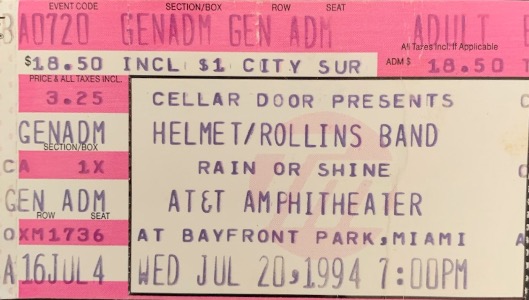 EVENT CODE SECTION/BOX ROW SEAT
A0720 GENADM GEN ADM ADULT
All Taxes Incl. If Applicable
$18.50 INCL $1 CITY SUR ADM$ 18.50
PRICE & ALL TAXES INCL.
3.25 CELLAR DOOR PRESENTS
GENADM HELMET/ROLLINS BAND
SECTION/BOX
CA 1X RAIN OR SHINE
GEN ADM AT&T AMPHITHEATER
ROW SEAT
OXM1736 AT BAYFRONT PARK,MIAMI
A16JUL4 WED JUL 20,1994 7:00PM